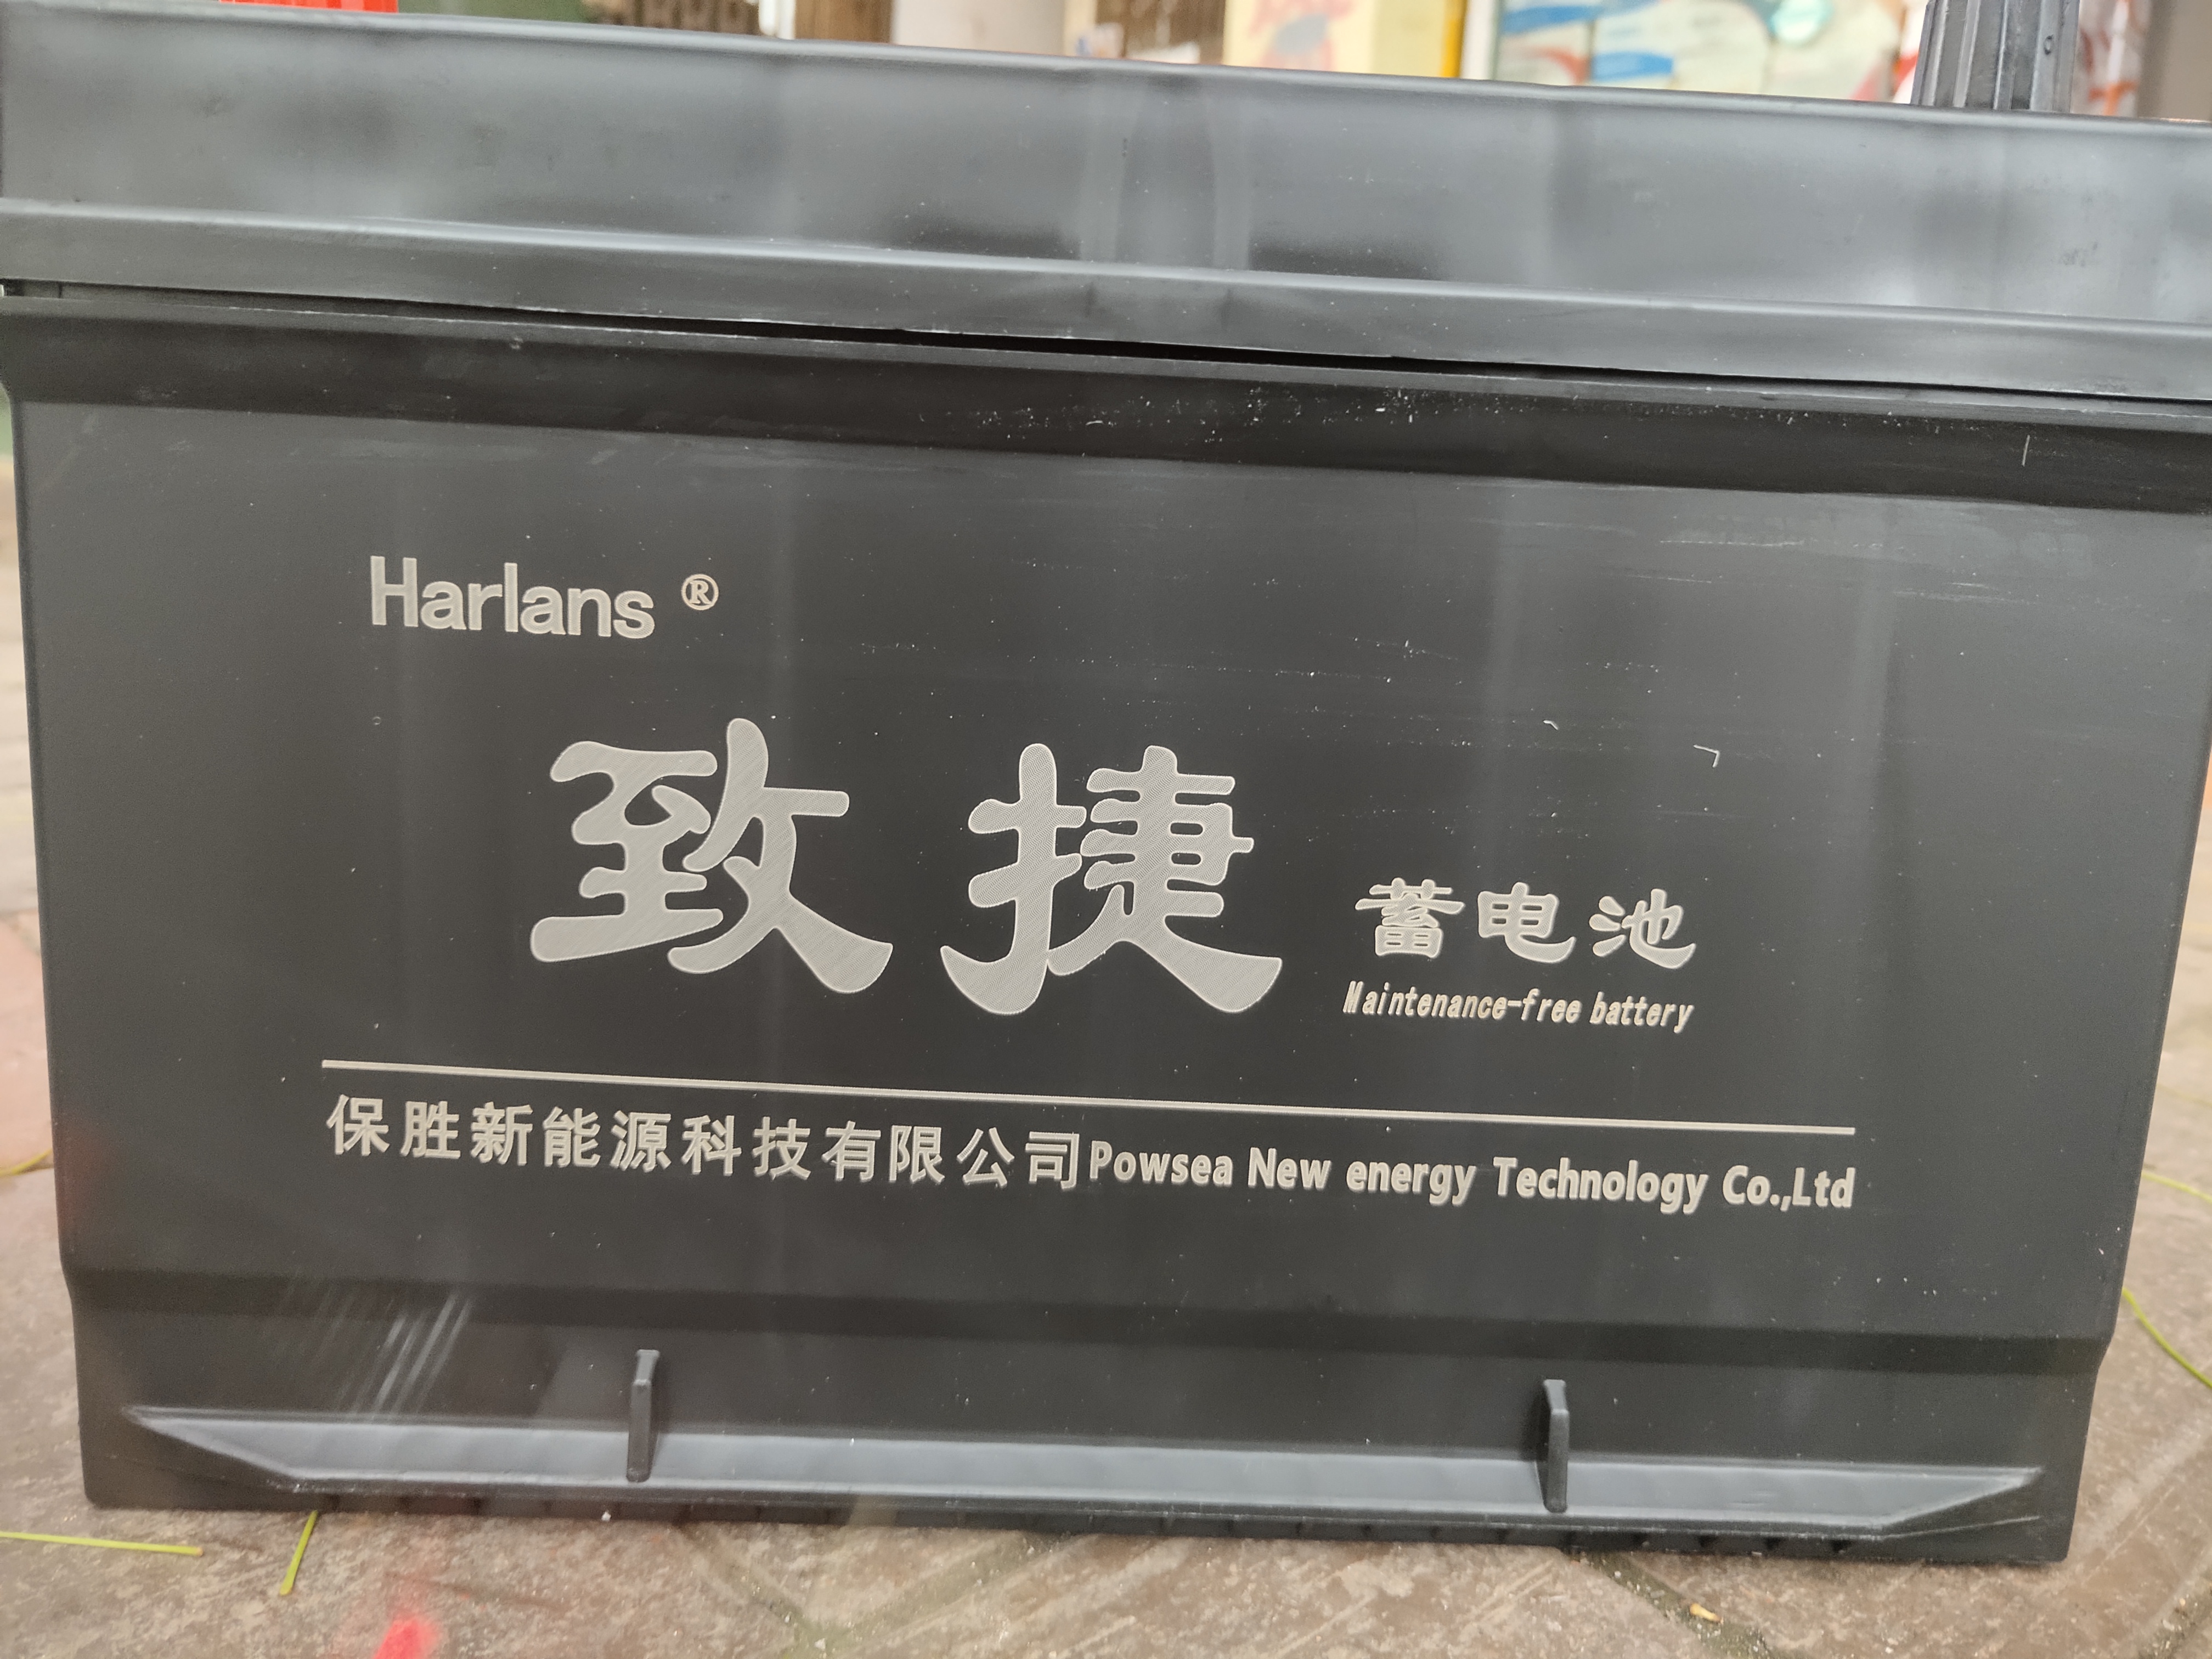 Harlans ®
致捷 蓄电池
Maintenance-free battery
保胜新能源科技有限公司Powsea New energy Technology Co.,Ltd